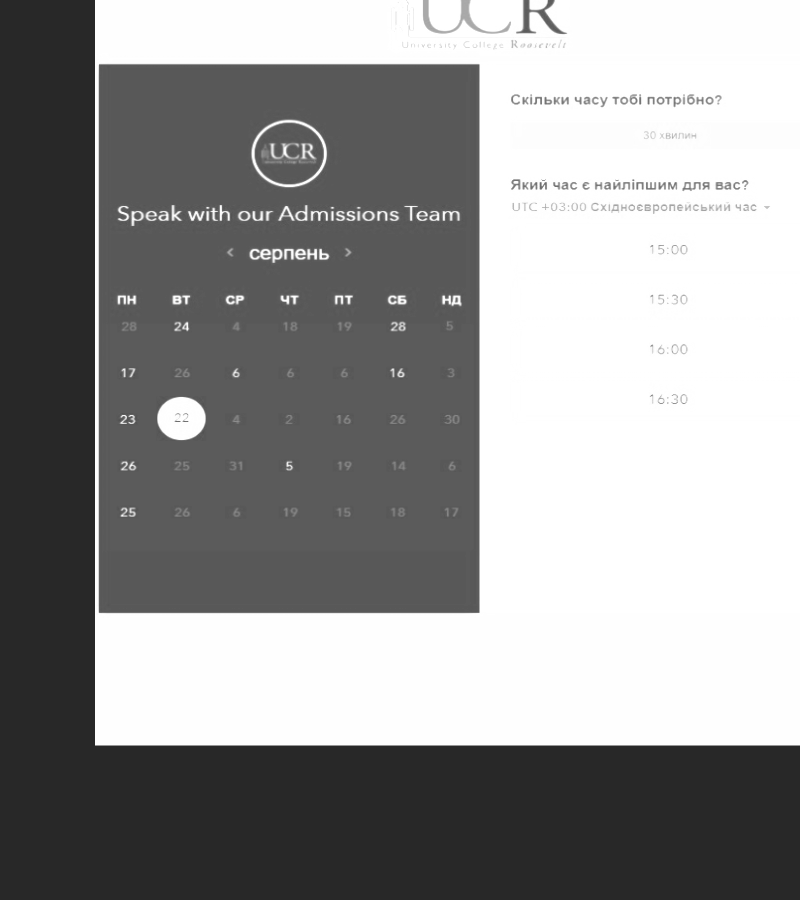 UCR
University College Roosevelt
UCR
Speak with our Admissions Team
< серпень >
ПН ВТ СР ЧТ ПТ СБ НД
28 24 4 18 19 28 5
17 26 6 6 6 16 3
23 22 4 2 16 26 30
26 25 31 5 19 14 6
25 26 6 19 15 18 17
Скільки часу тобі потрібно?
30 хвилин
Який час є найліпшим для вас?
UTC +03:00 Східноєвропейський час
15:00
15:30
16:00
16:30